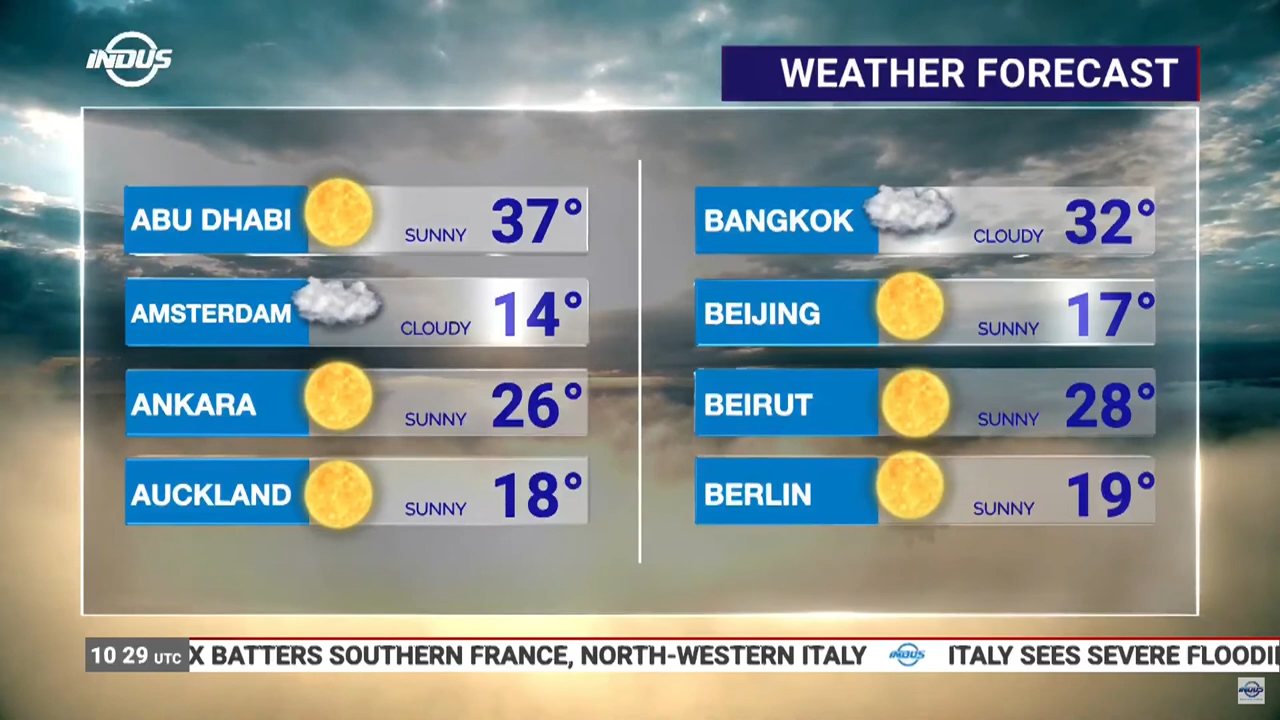 INDUS
WEATHER FORECAST
ABU DHABI SUNNY 37°
AMSTERDAM CLOUDY 14°
ANKARA SUNNY 26°
AUCKLAND SUNNY 18°
BANGKOK CLOUDY 32°
BEIJING SUNNY 17°
BEIRUT SUNNY 28°
BERLIN SUNNY 19°
10 29 UTC X BATTERS SOUTHERN FRANCE, NORTH-WESTERN ITALY INDUS ITALY SEES SEVERE FLOODI
INDUS